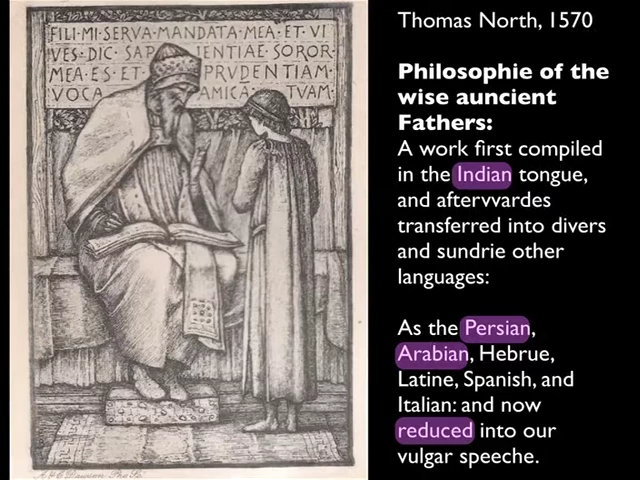 FILI·MI·SERVA·MANDATA·MEA·ET·VI
VES·DIC·SAP IENTIAE·SOROR·
MEA·ES·ET· PRVDENTIAM·
VOCA AMICA TVAM·
Thomas North, 1570
Philosophie of the
wise auncient
Fathers:
A work first compiled
in the Indian tongue,
and aftervvardes
transferred into divers
and sundrie other
languages:
As the Persian,
Arabian, Hebrue,
Latine, Spanish, and
Italian: and now
reduced into our
vulgar speeche.